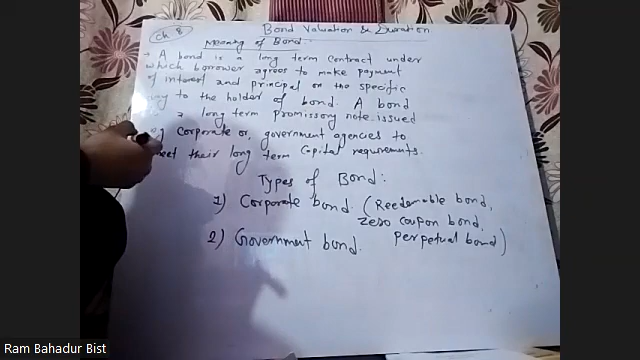 Ch 8
Bond Valuation & Duration
Meaning of Bond:
→ A bond is a long term contract under
which borrower agrees to make payment
of interest and principal on the specific
to the holder of bond. A bond
a long term promissory note issued
corporate or, government agencies to
meet their long term capital requirements.
Types of Bond:
1) Corporate bond. (Reedemable bond,
Zero coupon bond,
perpetual bond)
2) Government bond.
Ram Bahadur Bist